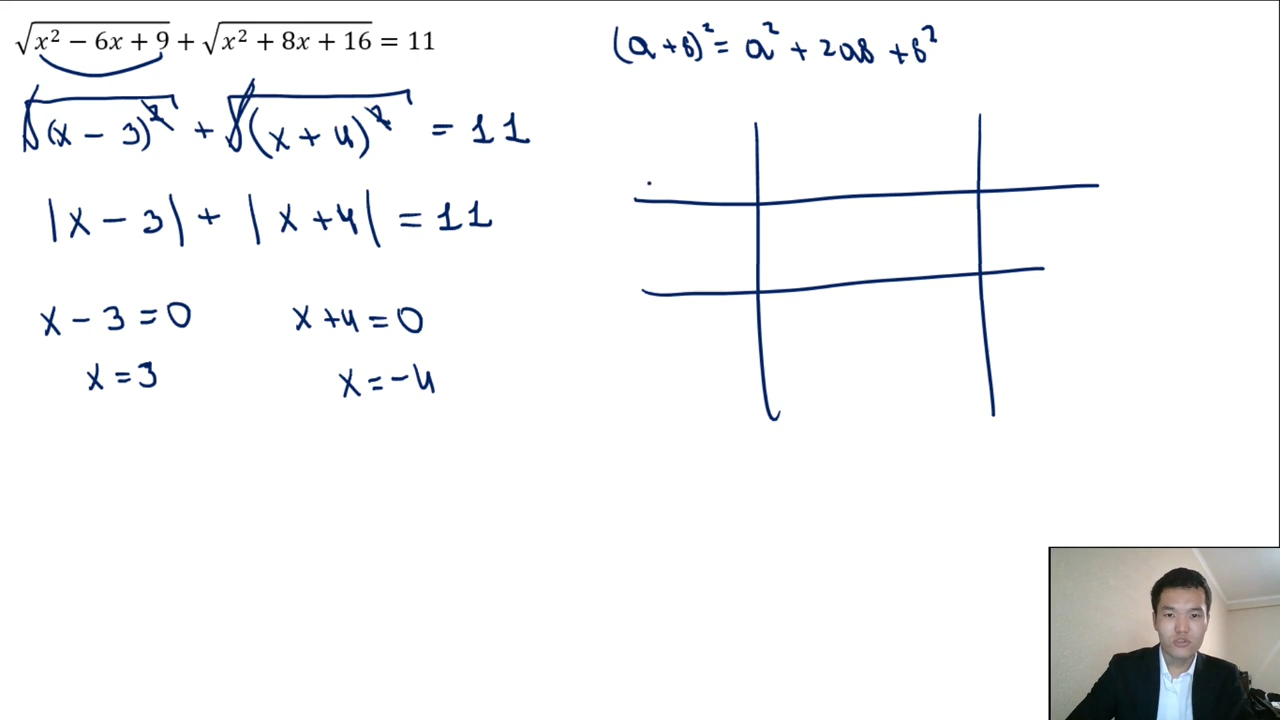 √(x² − 6x + 9) + √(x² + 8x + 16) = 11
(a + b)² = a² + 2ab + b²
√(x − 3)² + √(x + 4)² = 11
|x − 3| + |x + 4| = 11
x − 3 = 0 x + 4 = 0
x = 3 x = −4